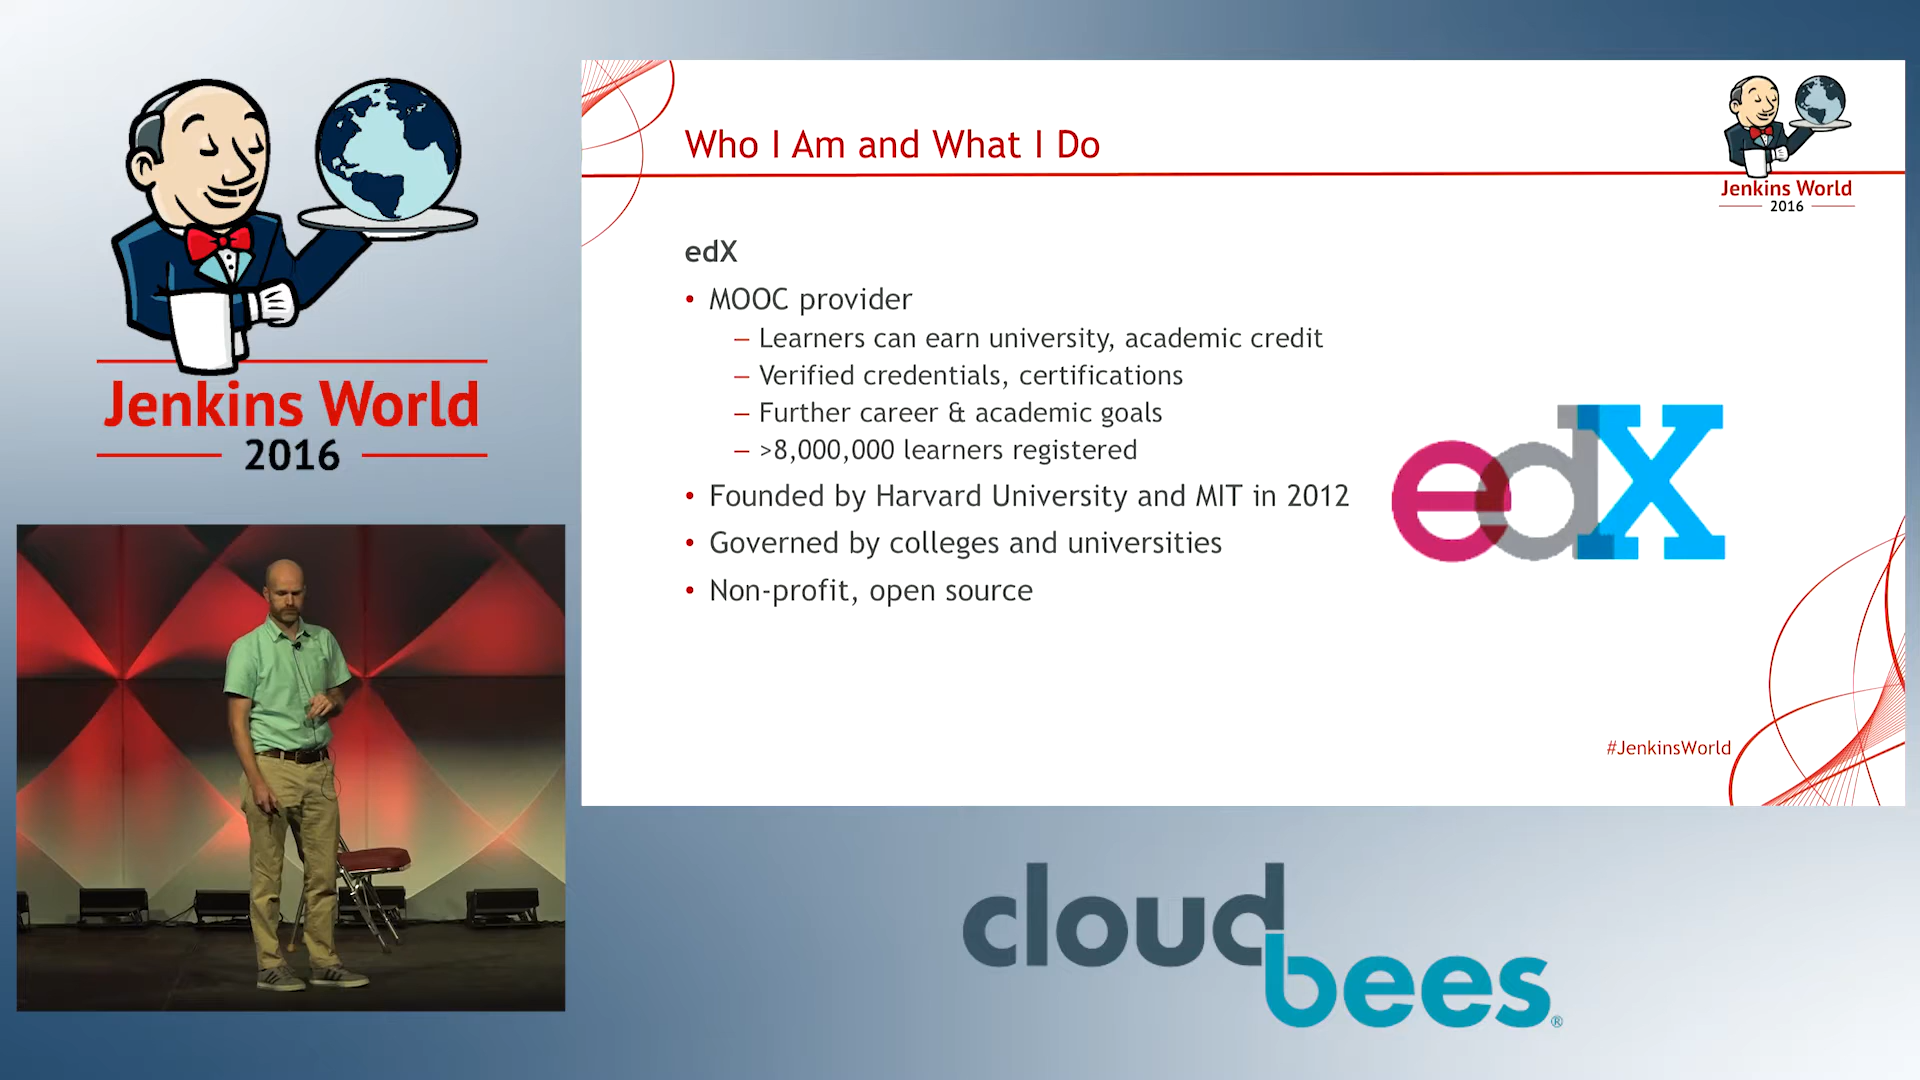 Jenkins World
2016
Who I Am and What I Do
Jenkins World
2016
edX
• MOOC provider
– Learners can earn university, academic credit
– Verified credentials, certifications
– Further career & academic goals
– >8,000,000 learners registered
• Founded by Harvard University and MIT in 2012
• Governed by colleges and universities
• Non-profit, open source
edX
#JenkinsWorld
cloud
bees®